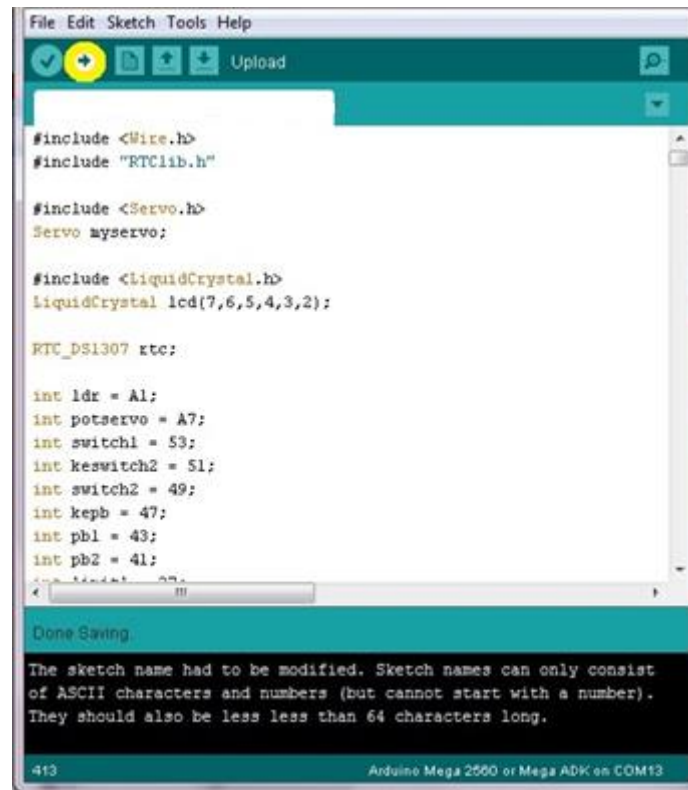 File Edit Sketch Tools Help
Upload
#include <Wire.h>
#include "RTClib.h"
#include <Servo.h>
Servo myservo;
#include <LiquidCrystal.h>
LiquidCrystal lcd(7,6,5,4,3,2);
RTC_DS1307 rtc;
int ldr = A1;
int potservo = A7;
int switch1 = 53;
int keswitch2 = 51;
int switch2 = 49;
int kepb = 47;
int pb1 = 43;
int pb2 = 41;
Done Saving.
The sketch name had to be modified. Sketch names can only consist
of ASCII characters and numbers (but cannot start with a number).
They should also be less less than 64 characters long.
413 Arduino Mega 2560 or Mega ADK on COM13